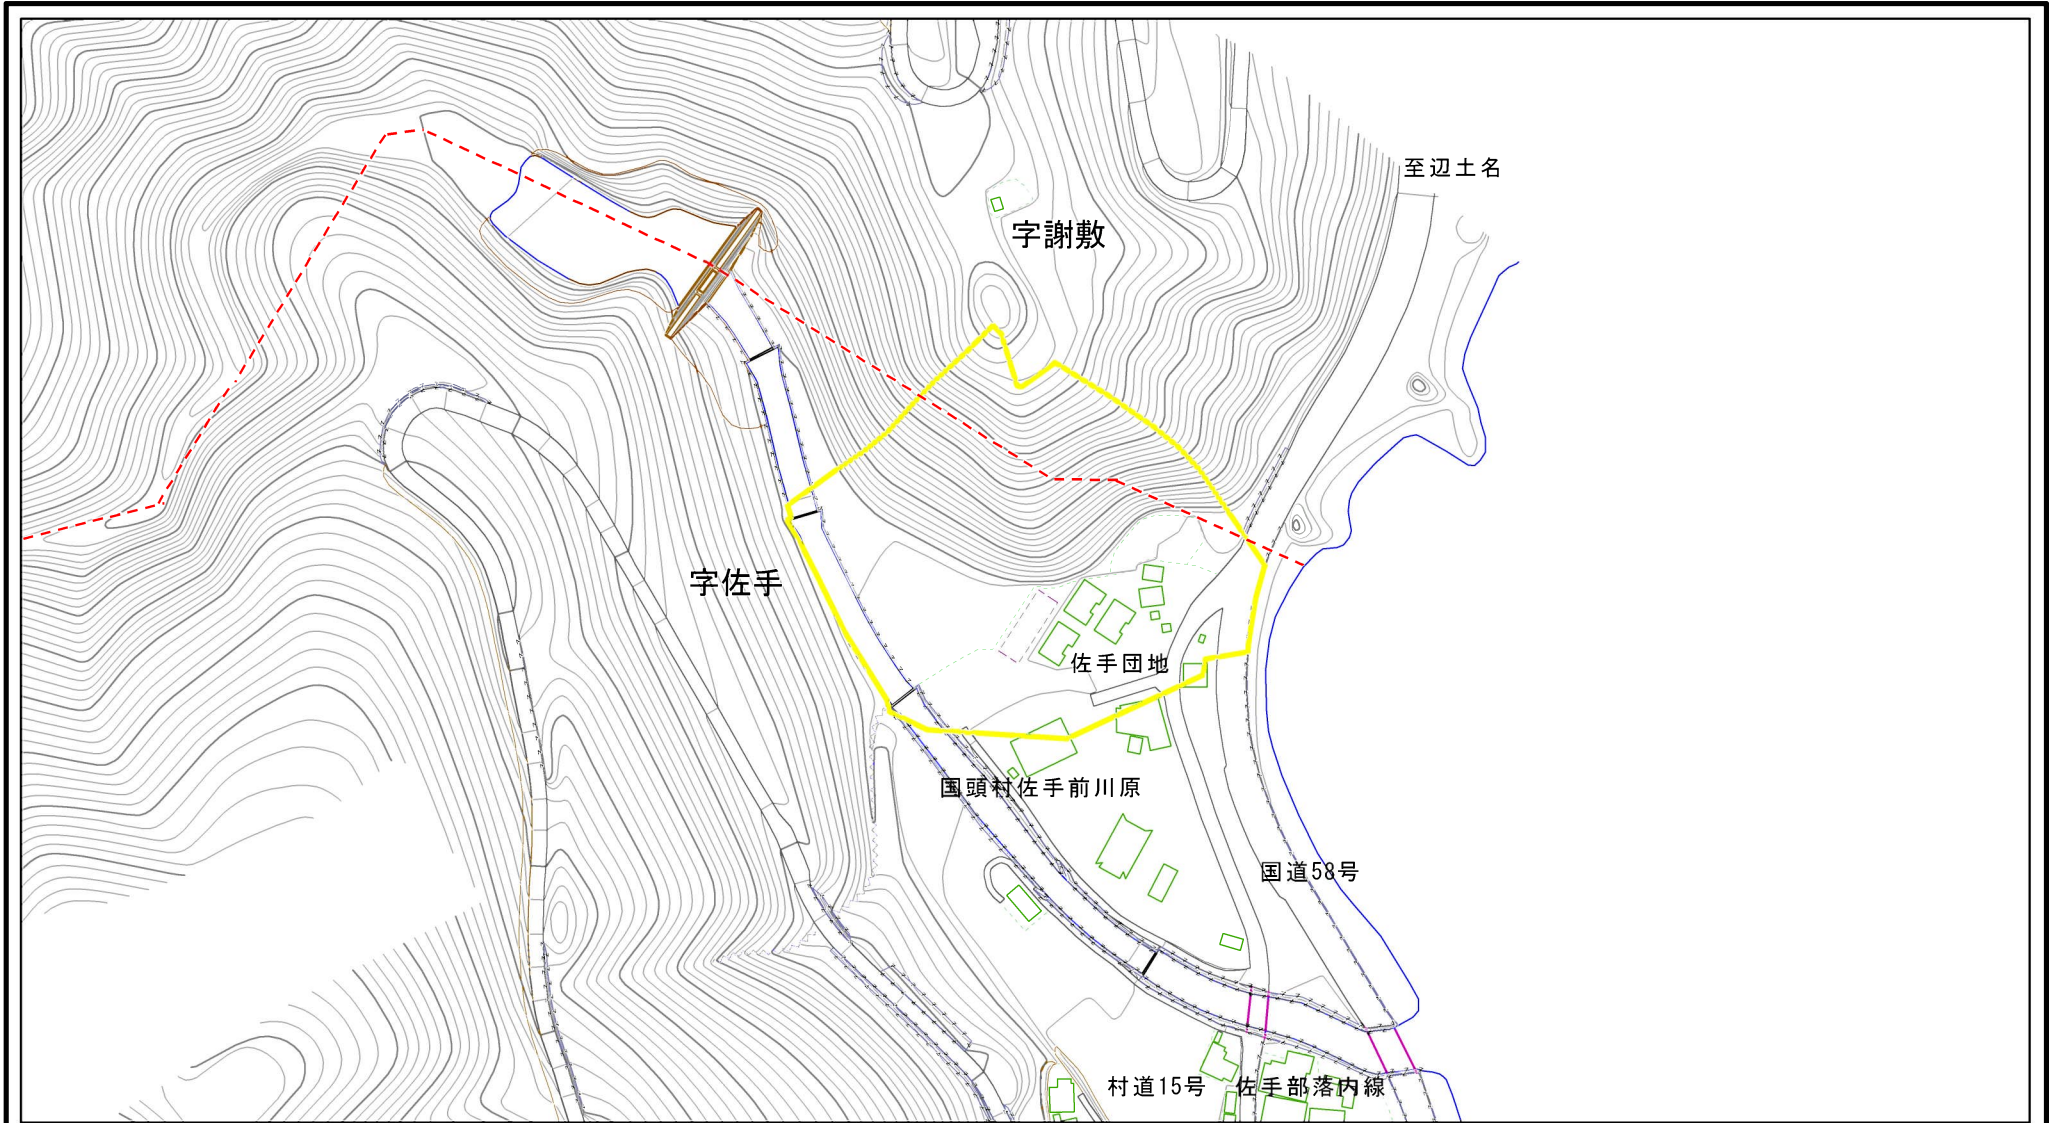 至辺土名
字謝敷
字佐手
佐手団地
国頭村佐手前川原
国道58号
村道15号 佐手部落内線